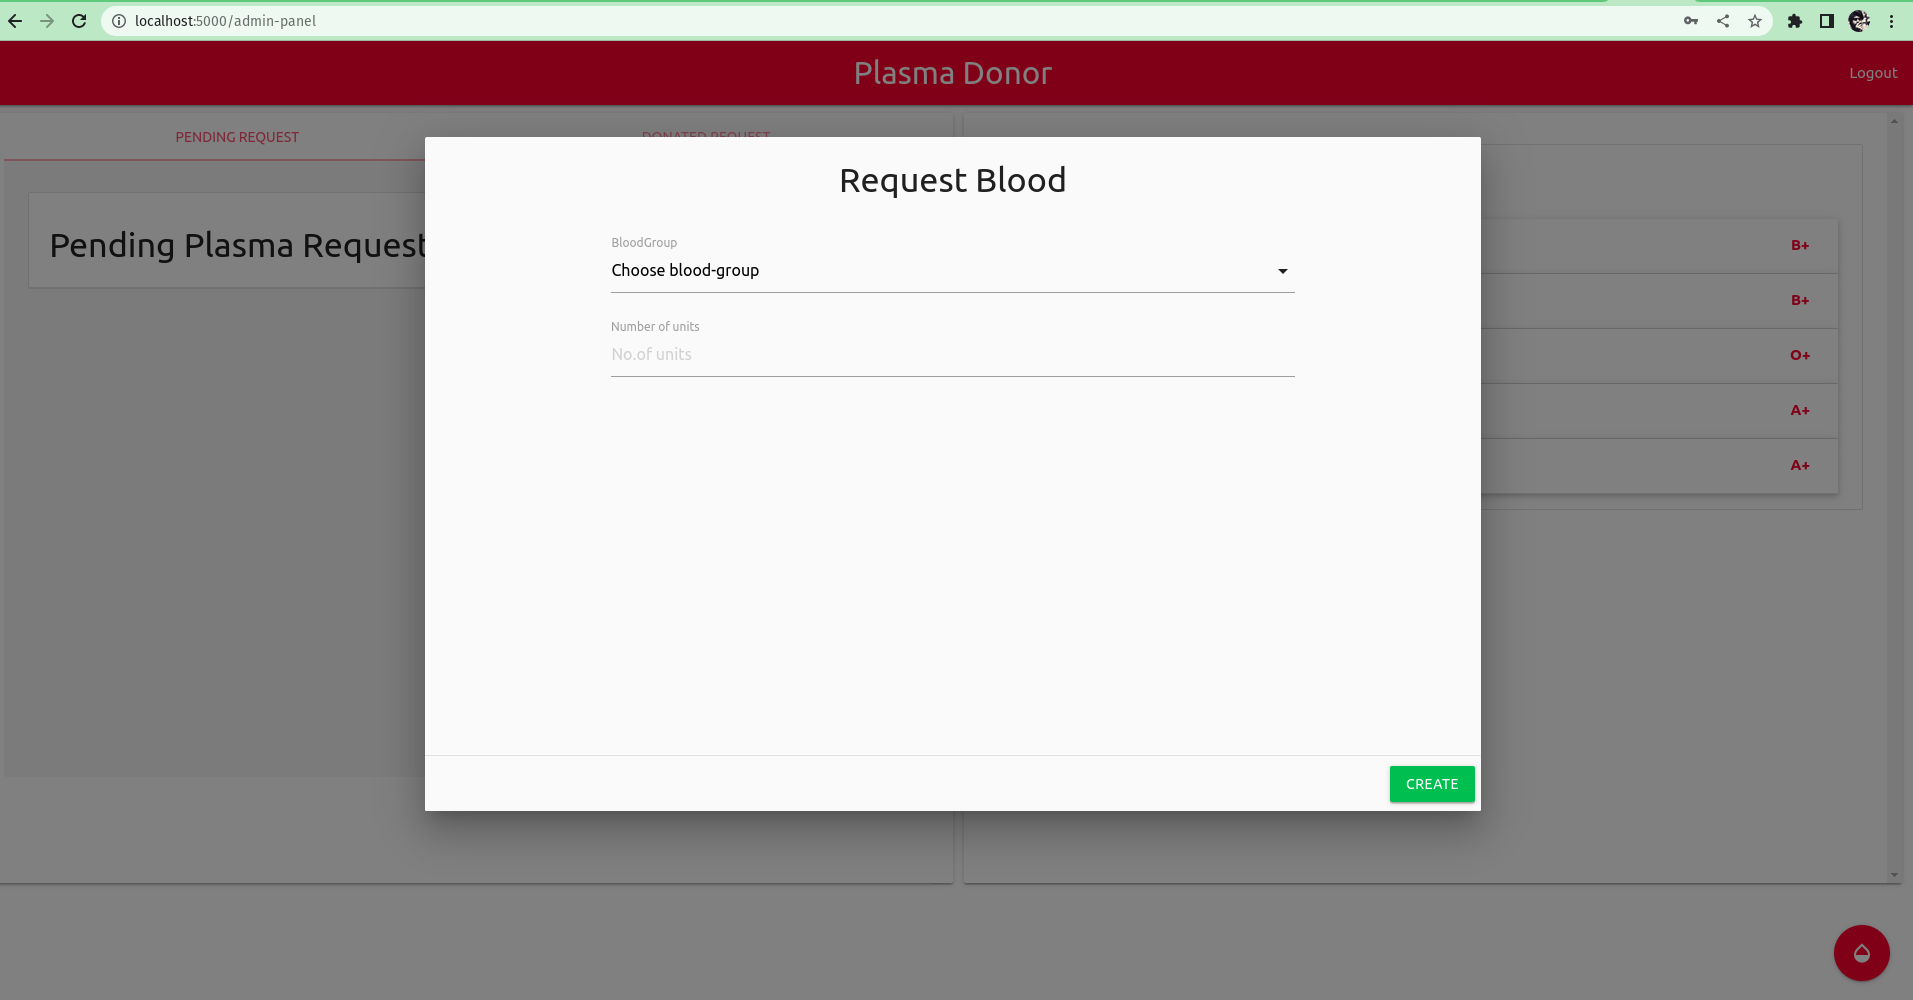 localhost:5000/admin-panel
Plasma Donor
Logout
PENDING REQUEST
DONATED REQUEST
Pending Plasma Request
Request Blood
BloodGroup
Choose blood-group
Number of units
No.of units
CREATE
B+
B+
O+
A+
A+